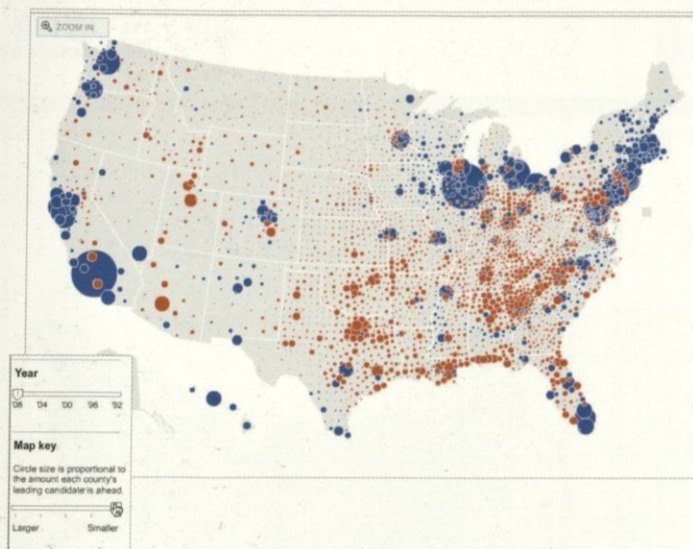 ZOOM IN
Year
'08 '04 '00 '96 '92
Map key
Circle size is proportional to
the amount each county's
leading candidate is ahead.
Larger Smaller